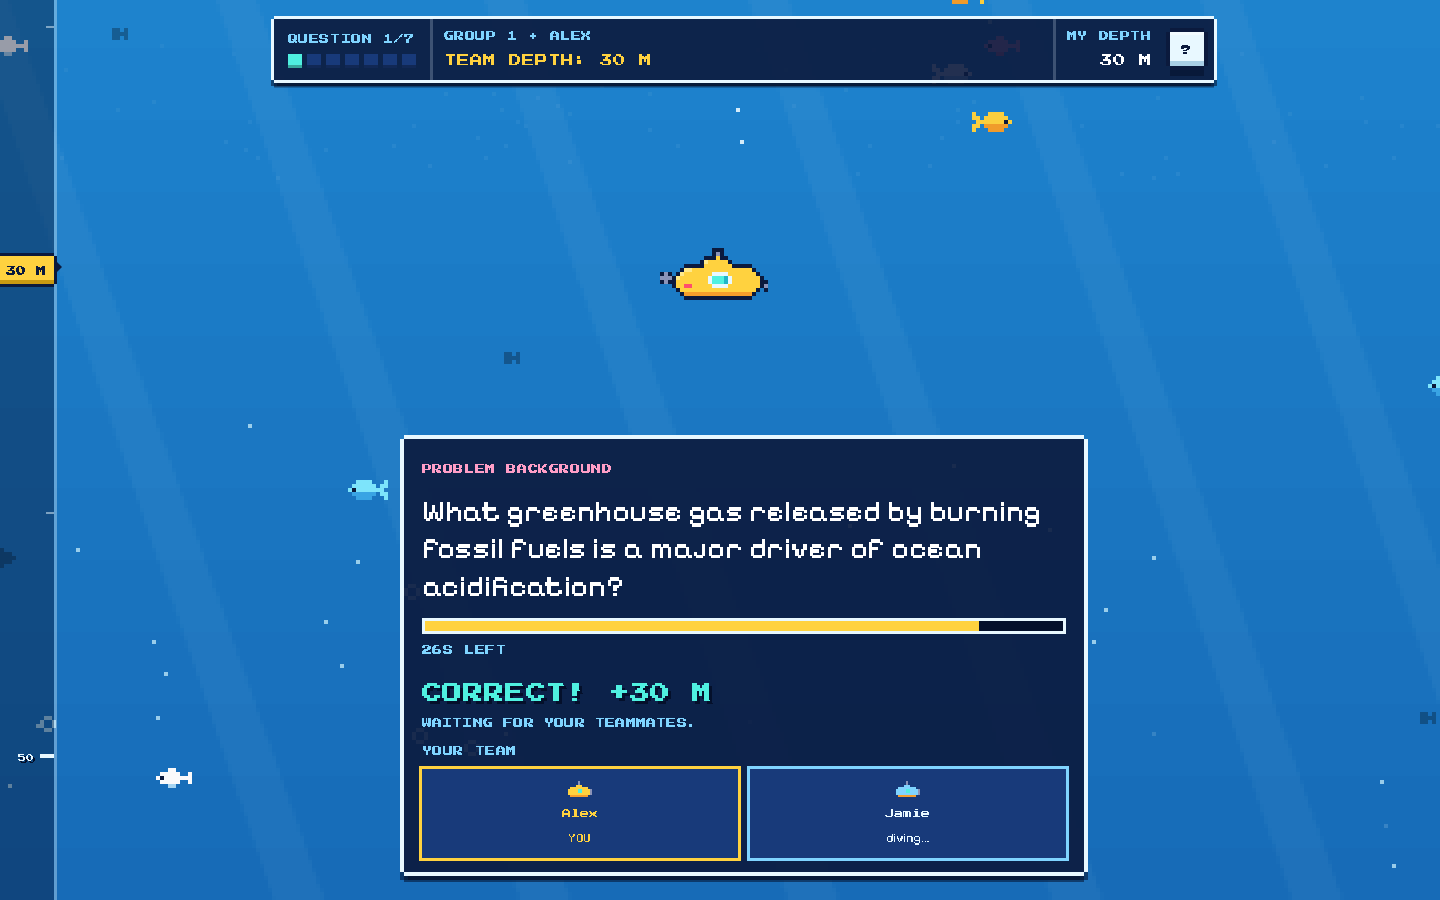 QUESTION 1/7
GROUP 1 + ALEX
TEAM DEPTH: 30 M
MY DEPTH
30 M
?
30 M
PROBLEM BACKGROUND
What greenhouse gas released by burning
fossil fuels is a major driver of ocean
acidification?
26S LEFT
CORRECT! +30 M
WAITING FOR YOUR TEAMMATES.
YOUR TEAM
50
Alex
YOU
Jamie
diving...